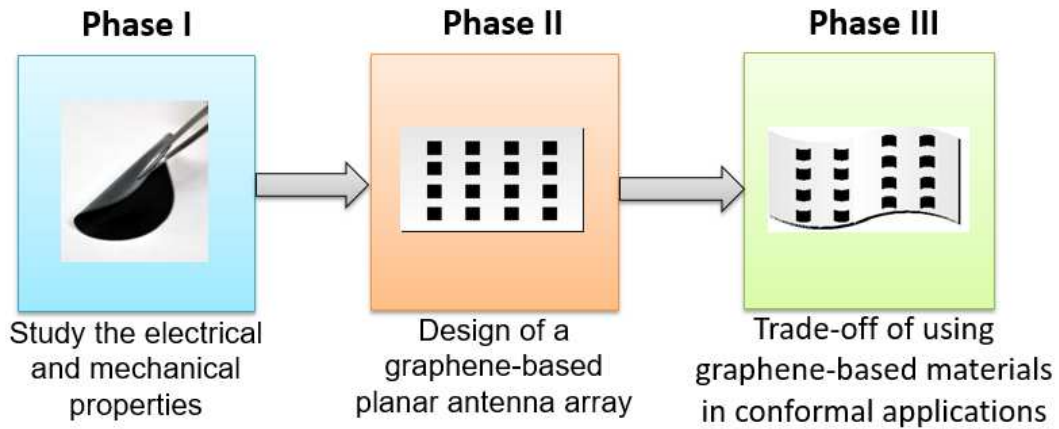 Phase I
Phase II
Phase III
Study the electrical
and mechanical
properties
Design of a
graphene-based
planar antenna array
Trade-off of using
graphene-based materials
in conformal applications